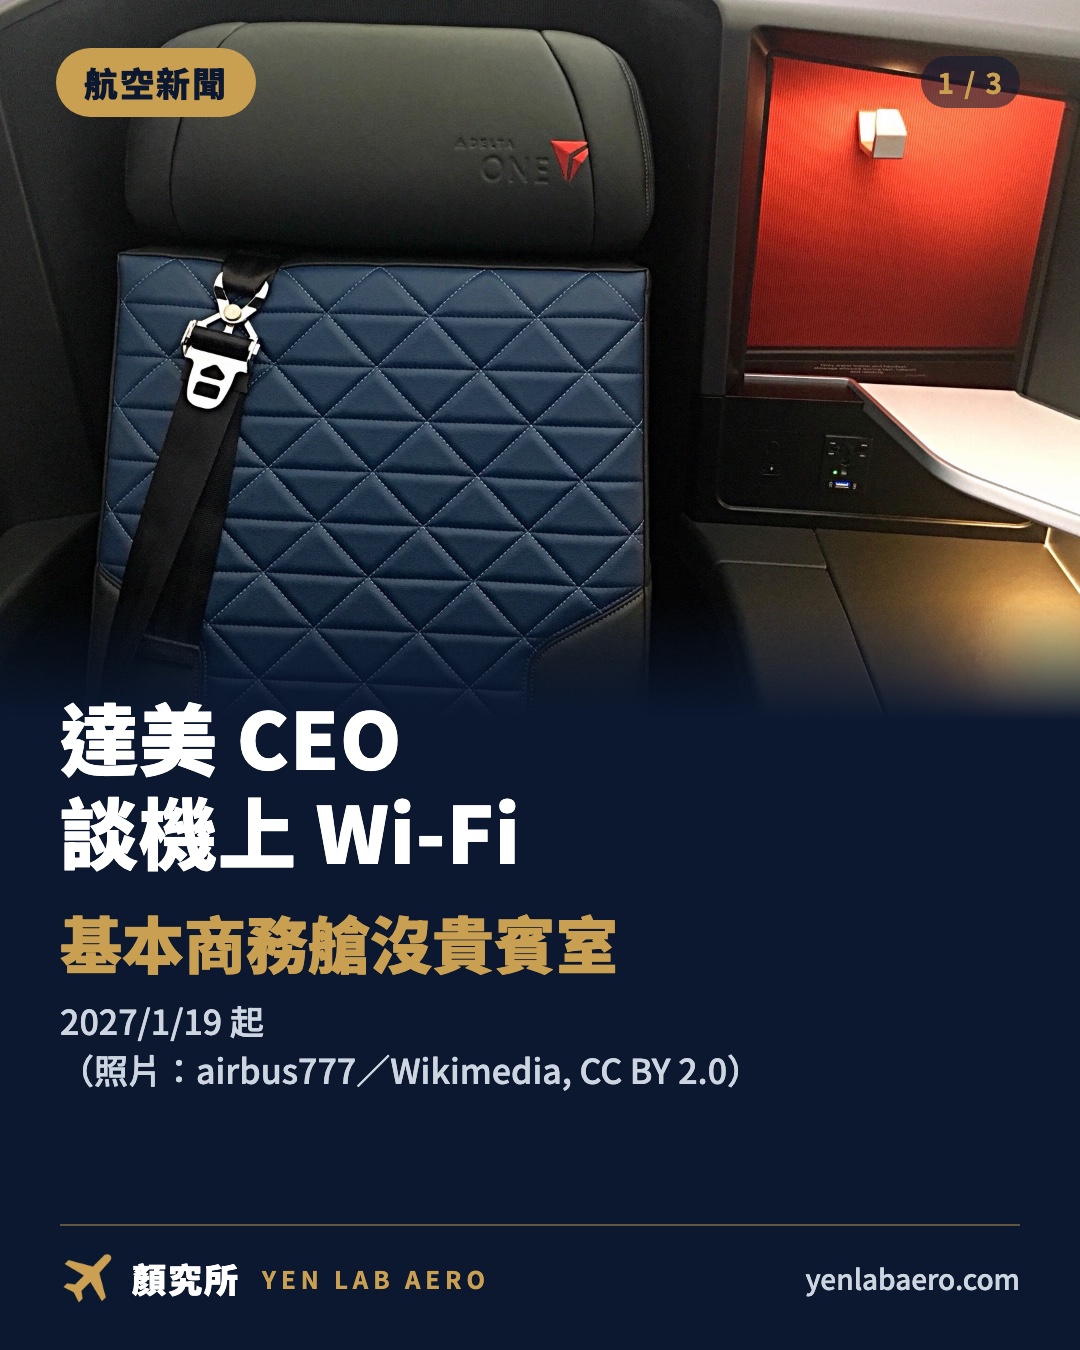 航空新聞
1 / 3
DELTA
ONE
達美 CEO
談機上 Wi-Fi
基本商務艙沒貴賓室
2027/1/19 起
（照片：airbus777／Wikimedia, CC BY 2.0）
顏究所 YEN LAB AERO
yenlabaero.com